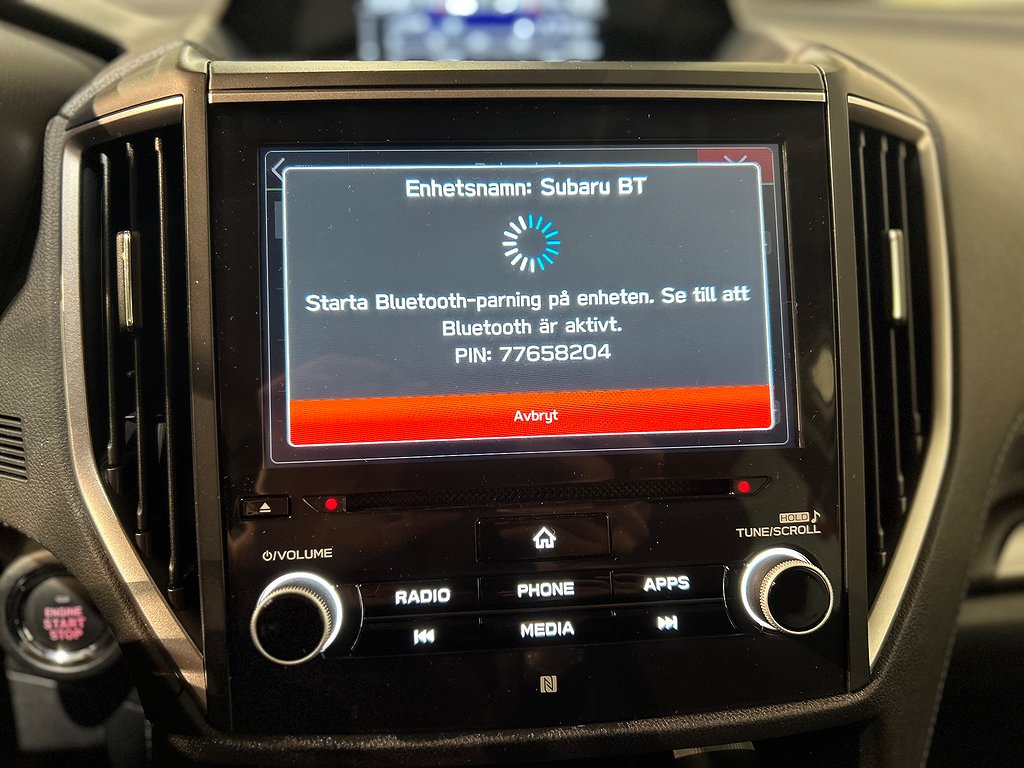 Enhetsnamn: Subaru BT
Starta Bluetooth-parning på enheten. Se till att
Bluetooth är aktivt.
PIN: 77658204
Avbryt
HOLD
/VOLUME
TUNE/SCROLL
RADIO
PHONE
APPS
MEDIA
ENGINE
START
STOP